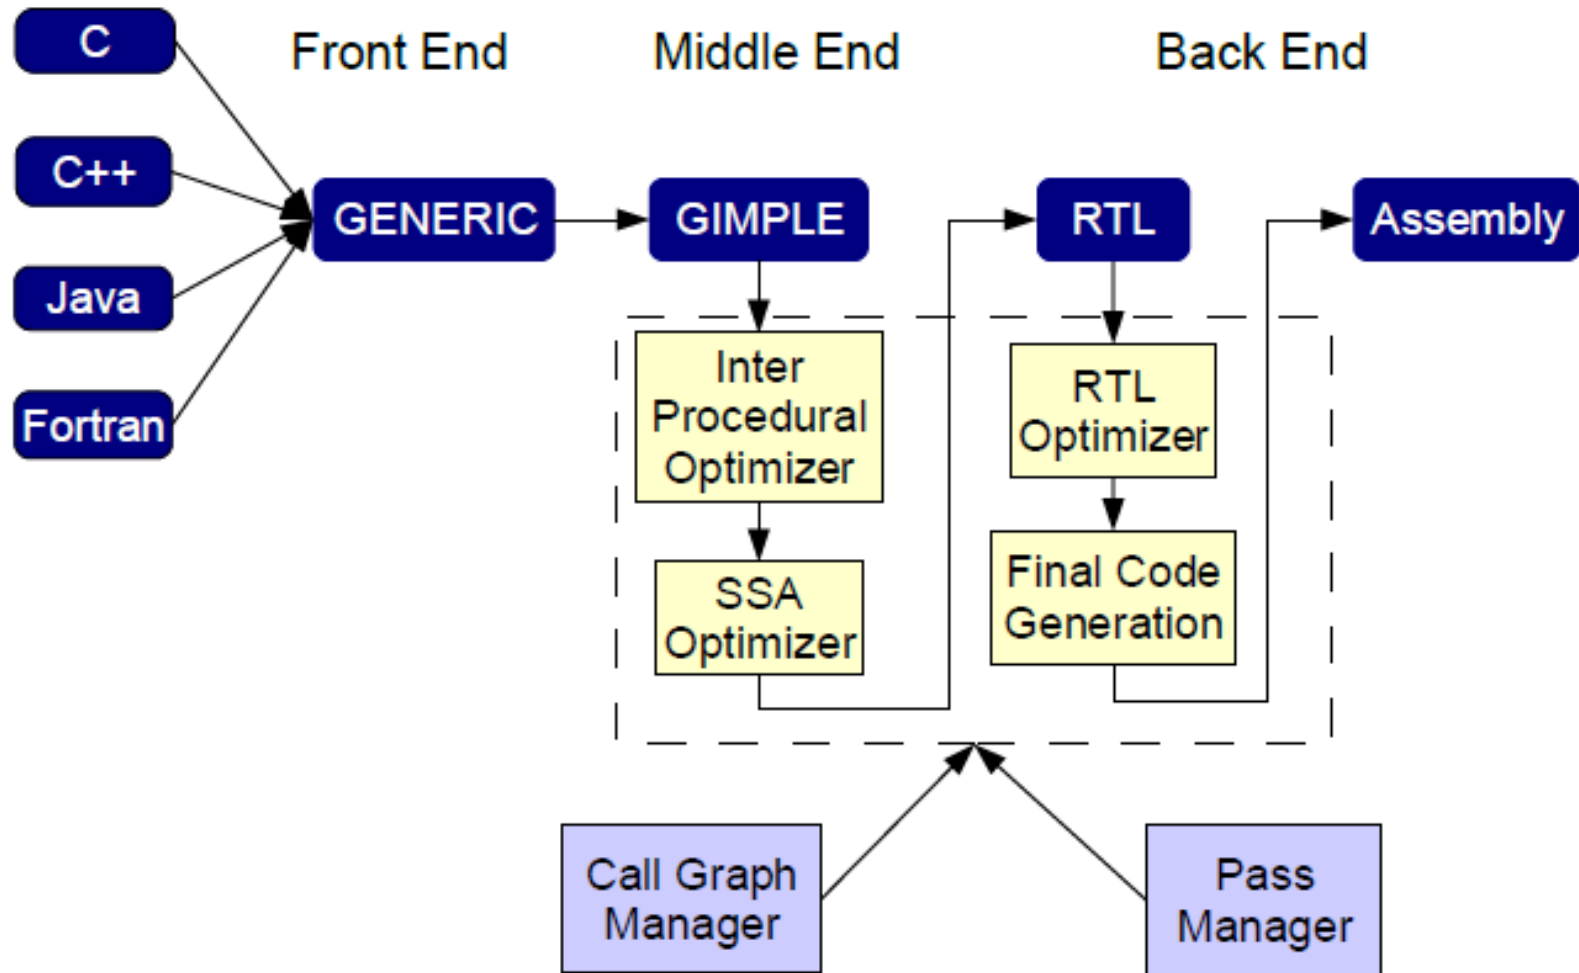 C
Front End
Middle End
Back End
C++
GENERIC
GIMPLE
RTL
Assembly
Java
Fortran
Inter
Procedural
Optimizer
RTL
Optimizer
SSA
Optimizer
Final Code
Generation
Call Graph
Manager
Pass
Manager